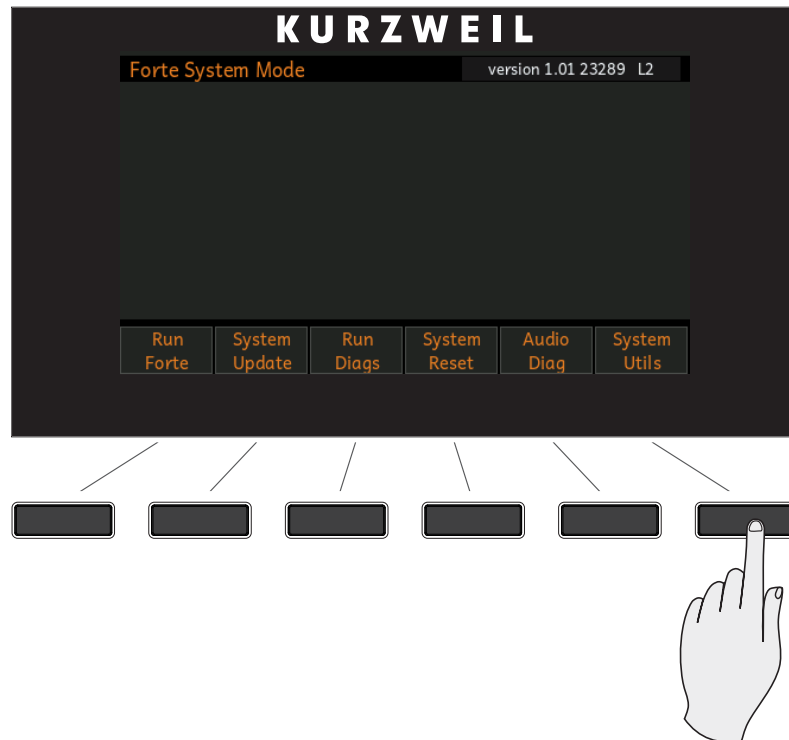 KURZWEIL
Forte System Mode version 1.01 23289 L2
Run System Run System Audio System
Forte Update Diags Reset Diag Utils